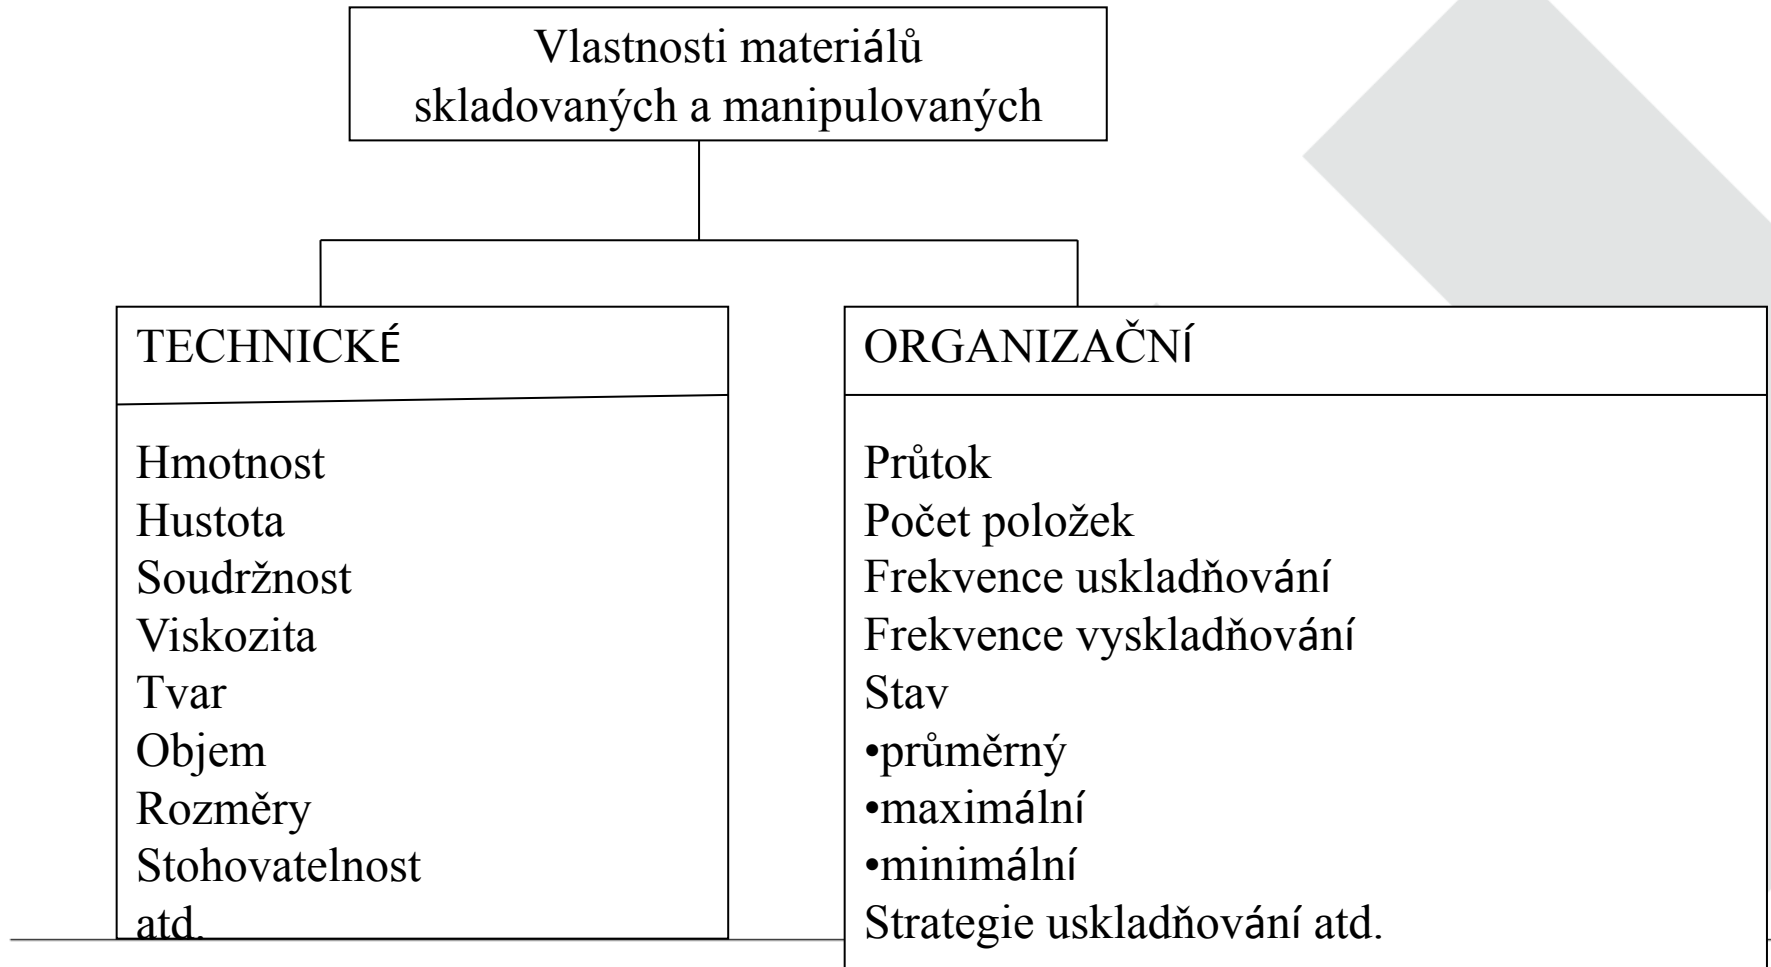 Vlastnosti materiálů
skladovaných a manipulovaných
TECHNICKÉ
Hmotnost
Hustota
Soudržnost
Viskozita
Tvar
Objem
Rozměry
Stohovatelnost
atd.
ORGANIZAČNÍ
Průtok
Počet položek
Frekvence uskladňování
Frekvence vyskladňování
Stav
•průměrný
•maximální
•minimální
Strategie uskladňování atd.